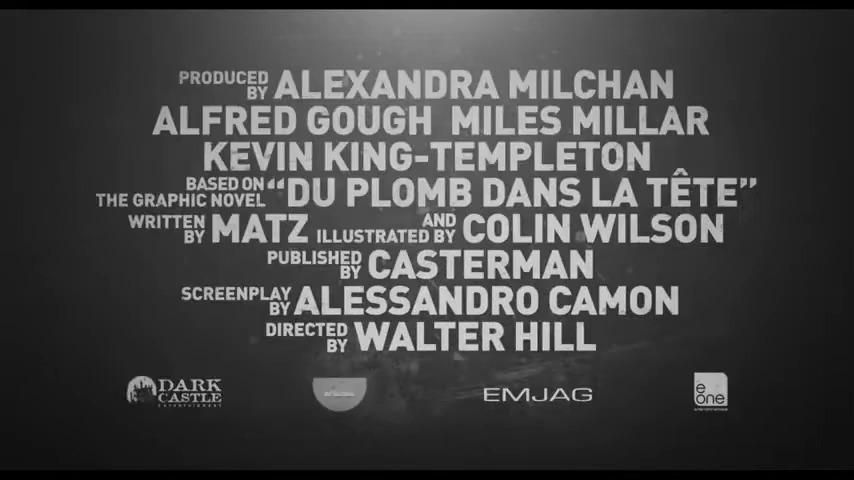 PRODUCED BY ALEXANDRA MILCHAN
ALFRED GOUGH MILES MILLAR
KEVIN KING-TEMPLETON
BASED ON THE GRAPHIC NOVEL “DU PLOMB DANS LA TÊTE”
WRITTEN BY MATZ AND ILLUSTRATED BY COLIN WILSON
PUBLISHED BY CASTERMAN
SCREENPLAY BY ALESSANDRO CAMON
DIRECTED BY WALTER HILL
DARK CASTLE ENTERTAINMENT
EMJAG
e one